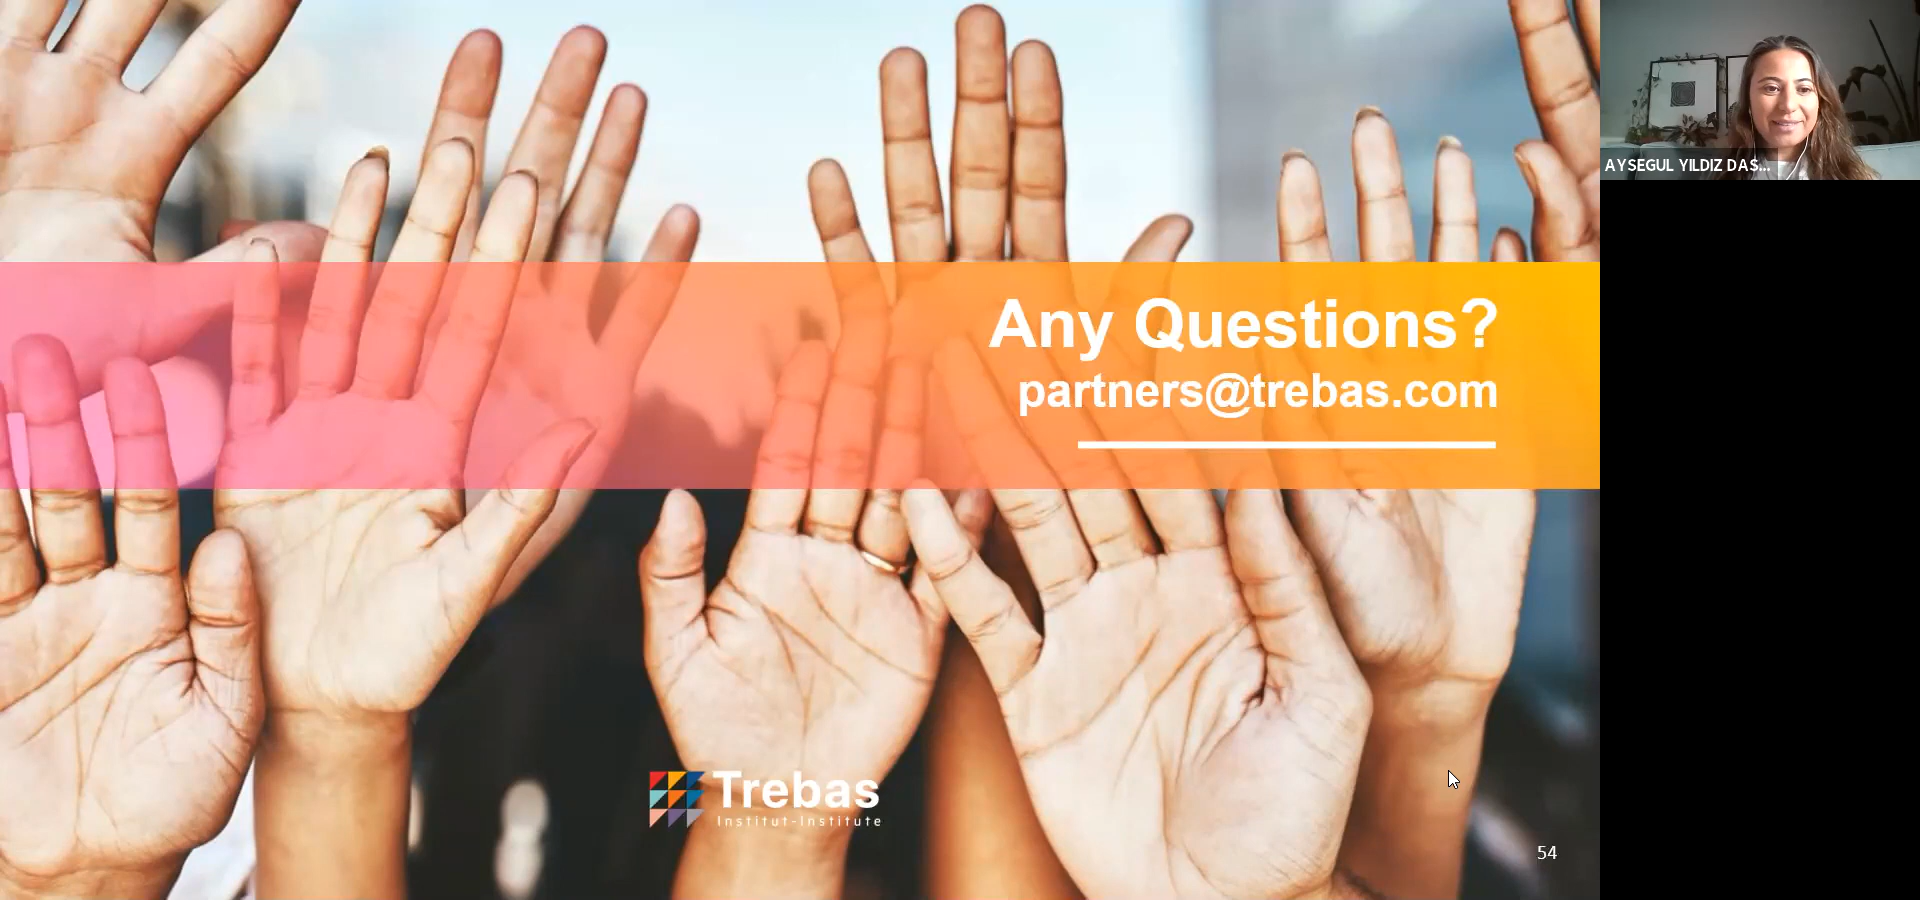 Any Questions?
partners@trebas.com
Trebas
Institut-Institute
54
AYSEGUL YILDIZ DAS...